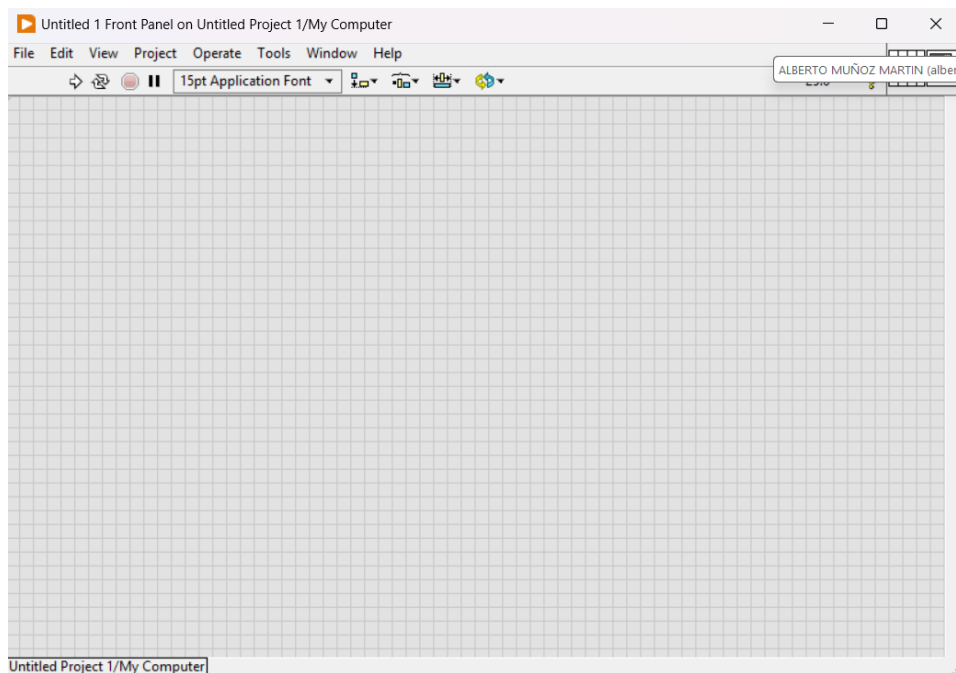 Untitled 1 Front Panel on Untitled Project 1/My Computer
File Edit View Project Operate Tools Window Help
ALBERTO MUÑOZ MARTIN (alber
15pt Application Font
Untitled Project 1/My Computer